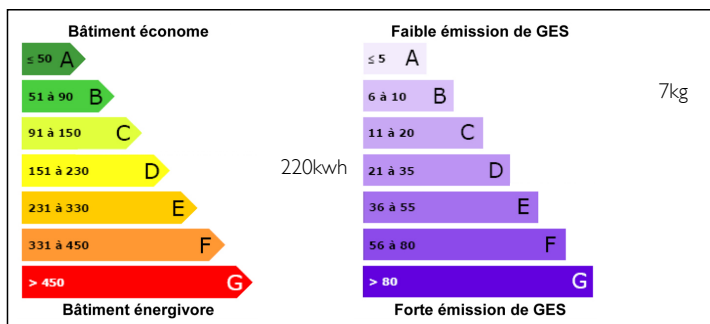 Bâtiment économe
≤ 50 A
51 à 90 B
91 à 150 C
151 à 230 D
220kwh
231 à 330 E
331 à 450 F
> 450 G
Bâtiment énergivore
Faible émission de GES
≤ 5 A
6 à 10 B
7kg
11 à 20 C
21 à 35 D
36 à 55 E
56 à 80 F
> 80 G
Forte émission de GES